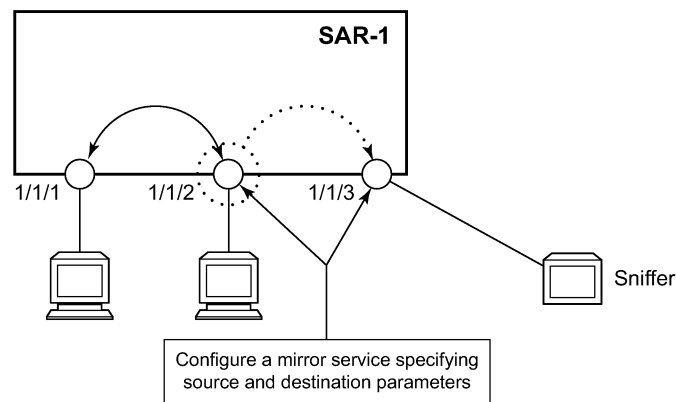 SAR-1
1/1/1
1/1/2
1/1/3
Sniffer
Configure a mirror service specifying
source and destination parameters